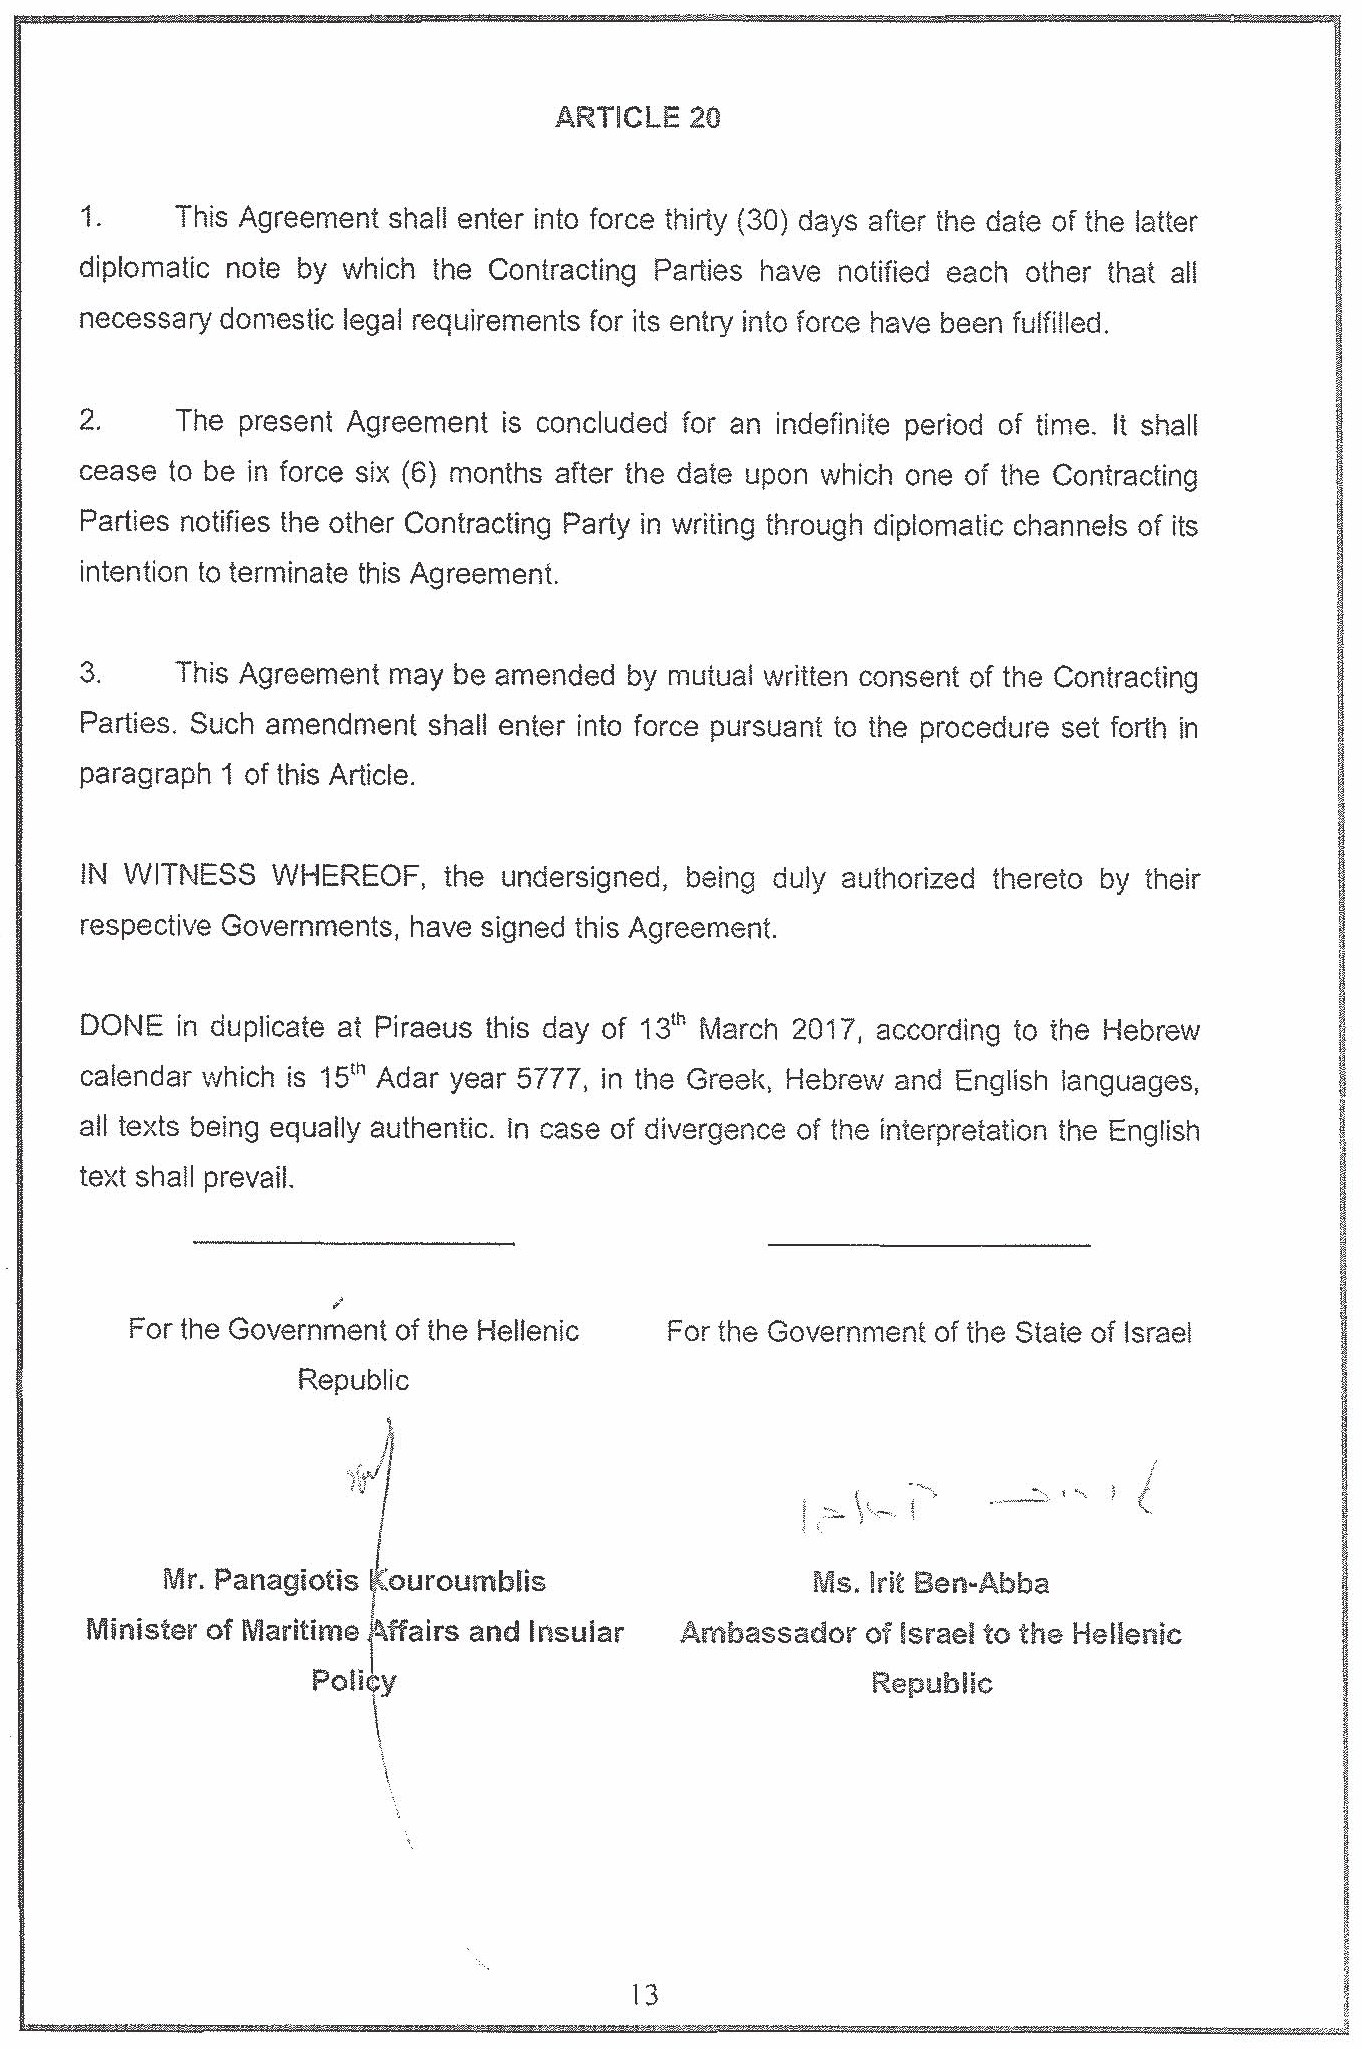 ARTICLE 20
1. This Agreement shall enter into force thirty (30) days after the date of the latter
diplomatic note by which the Contracting Parties have notified each other that all
necessary domestic legal requirements for its entry into force have been fulfilled.
2. The present Agreement is concluded for an indefinite period of time. It shall
cease to be in force six (6) months after the date upon which one of the Contracting
Parties notifies the other Contracting Party in writing through diplomatic channels of its
intention to terminate this Agreement.
3. This Agreement may be amended by mutual written consent of the Contracting
Parties. Such amendment shall enter into force pursuant to the procedure set forth in
paragraph 1 of this Article.
IN WITNESS WHEREOF, the undersigned, being duly authorized thereto by their
respective Governments, have signed this Agreement.
DONE in duplicate at Piraeus this day of 13th March 2017, according to the Hebrew
calendar which is 15th Adar year 5777, in the Greek, Hebrew and English languages,
all texts being equally authentic. In case of divergence of the interpretation the English
text shall prevail.
For the Government of the Hellenic
Republic
Mr. Panagiotis Kouroumblis
Minister of Maritime Affairs and Insular
Policy
For the Government of the State of Israel
Ms. Irit Ben-Abba
Ambassador of Israel to the Hellenic
Republic
13